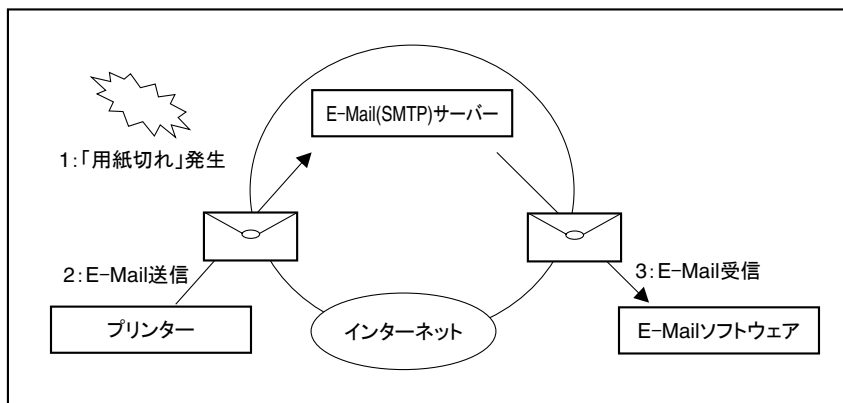 E-Mail(SMTP)サーバー
1:「用紙切れ」発生
2:E-Mail送信
3:E-Mail受信
プリンター
インターネット
E-Mailソフトウェア